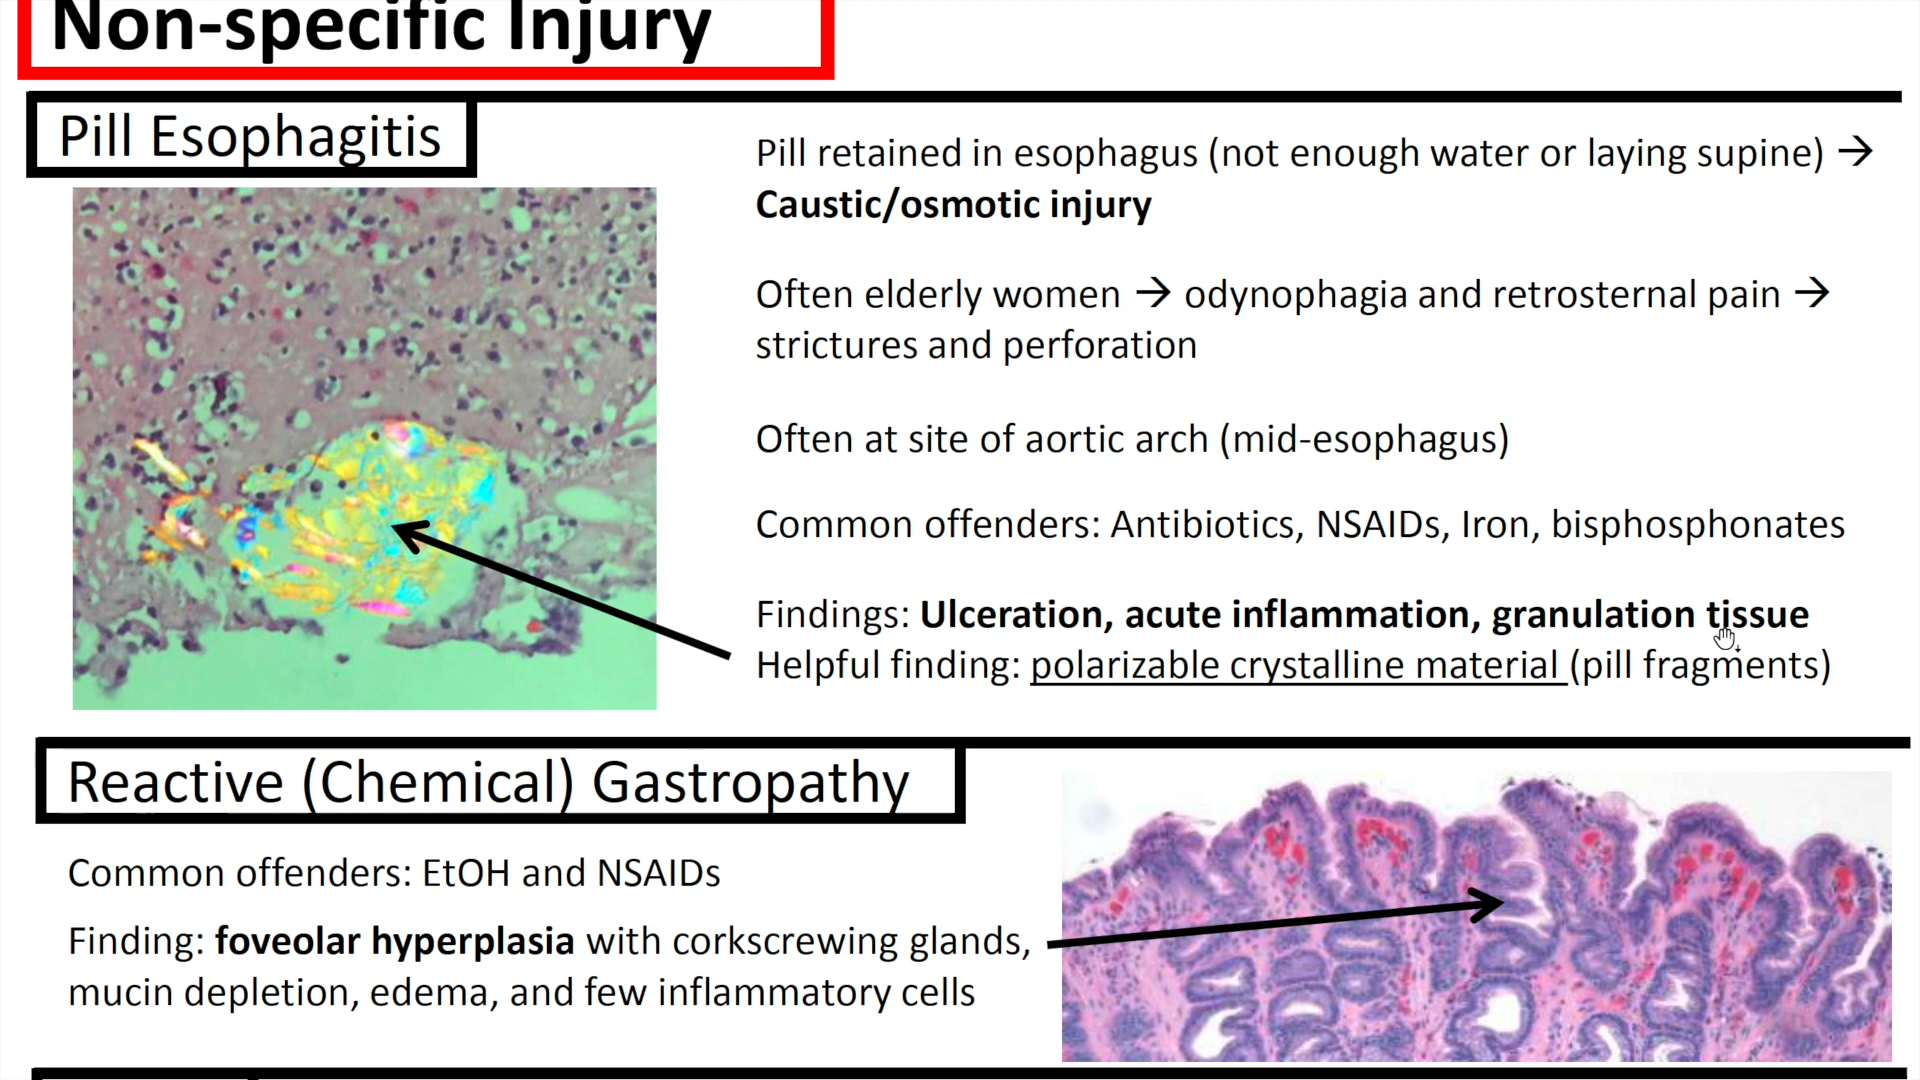 Non-specific Injury
Pill Esophagitis
Pill retained in esophagus (not enough water or laying supine) →
Caustic/osmotic injury
Often elderly women → odynophagia and retrosternal pain →
strictures and perforation
Often at site of aortic arch (mid-esophagus)
Common offenders: Antibiotics, NSAIDs, Iron, bisphosphonates
Findings: Ulceration, acute inflammation, granulation tissue
Helpful finding: polarizable crystalline material (pill fragments)
Reactive (Chemical) Gastropathy
Common offenders: EtOH and NSAIDs
Finding: foveolar hyperplasia with corkscrewing glands,
mucin depletion, edema, and few inflammatory cells